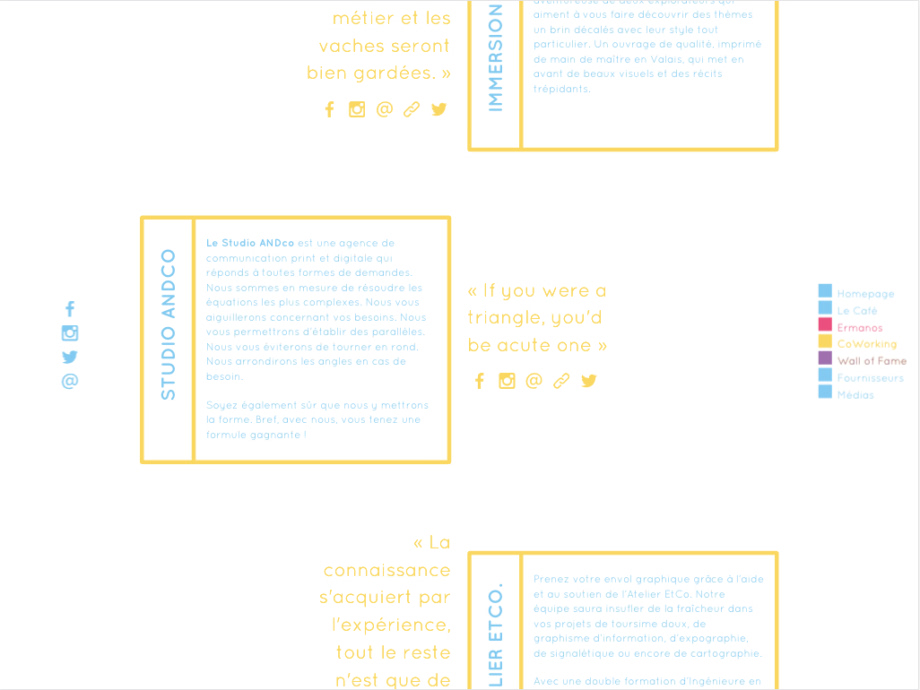 métier et les
vaches seront
bien gardées. »
IMMERSION
aiment à vous faire découvrir des thèmes
un brin décalés avec leur style tout
particulier. Un ouvrage de qualité, imprimé
de main de maître en Valais, qui met en
avant de beaux visuels et des récits
trépidants.
STUDIO ANDCO
Le Studio ANDco est une agence de
communication print et digitale qui
réponds à toutes formes de demandes.
Nous sommes en mesure de résoudre les
équations les plus complexes. Nous vous
aiguillerons concernant vos besoins. Nous
vous permettrons d'établir des parallèles.
Nous vous éviterons de tourner en rond.
Nous arrondirons les angles en cas de
besoin.
Soyez également sûr que nous y mettrons
la forme. Bref, avec nous, vous tenez une
formule gagnante !
« If you were a
triangle, you'd
be acute one »
Homepage
Le Café
Ermanos
CoWorking
Wall of Fame
Fournisseurs
Médias
« La
connaissance
s'acquiert par
l'expérience,
tout le reste
n'est que de
LIER ETCO.
Prenez votre envol graphique grâce à l'aide
et au soutien de l'Atelier EtCo. Notre
équipe saura insufler de la fraîcheur dans
vos projets de toursime doux, de
graphisme d'information, d'expographie,
de signalétique ou encore de cartographie.
Avec une double formation d'Ingénieure en